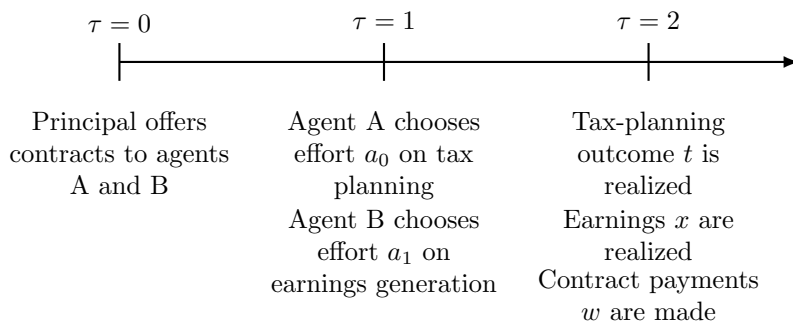 τ = 0
τ = 1
τ = 2
Principal offers
contracts to agents
A and B
Agent A chooses
effort a₀ on tax
planning
Agent B chooses
effort a₁ on
earnings generation
Tax-planning
outcome t is
realized
Earnings x are
realized
Contract payments
w are made